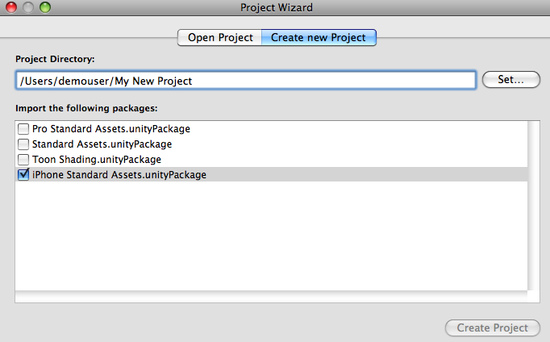 Project Wizard
Open Project Create new Project
Project Directory:
/Users/demouser/My New Project Set...
Import the following packages:
Pro Standard Assets.unityPackage
Standard Assets.unityPackage
Toon Shading.unityPackage
iPhone Standard Assets.unityPackage
Create Project